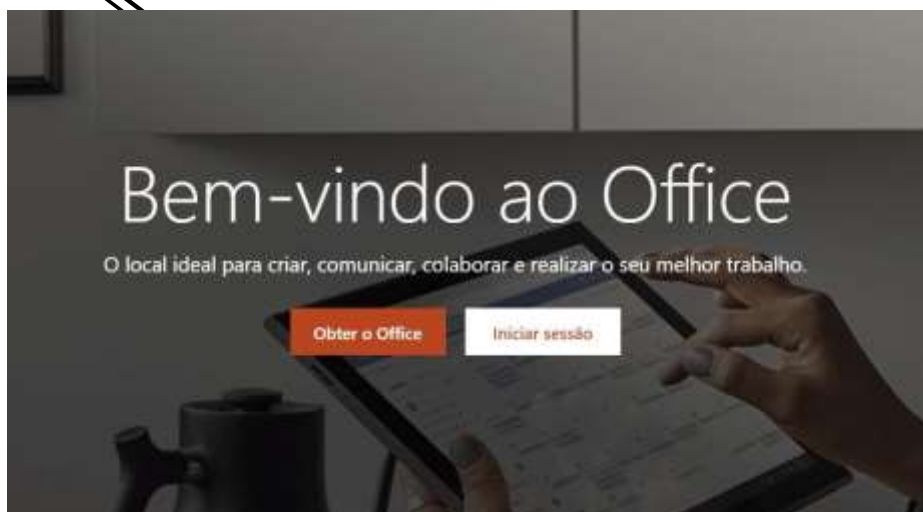 Bem-vindo ao Office
O local ideal para criar, comunicar, colaborar e realizar o seu melhor trabalho.
Obter o Office
Iniciar sessão